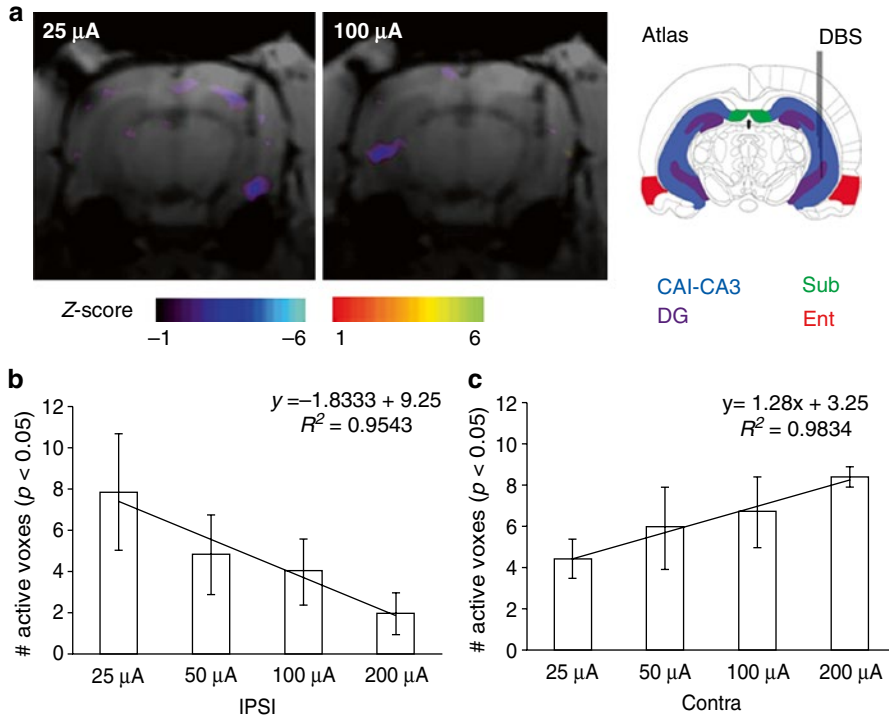 a
25 µA
100 µA
Atlas
DBS
CAI-CA3
Sub
DG
Ent
Z-score
–1
–6
1
6
b
y =–1.8333 + 9.25
R² = 0.9543
# active voxes (p < 0.05)
12
10
8
6
4
2
0
25 µA
50 µA
100 µA
200 µA
IPSI
c
y= 1.28x + 3.25
R² = 0.9834
# active voxes (p < 0.05)
12
10
8
6
4
2
0
25 µA
50 µA
100 µA
200 µA
Contra